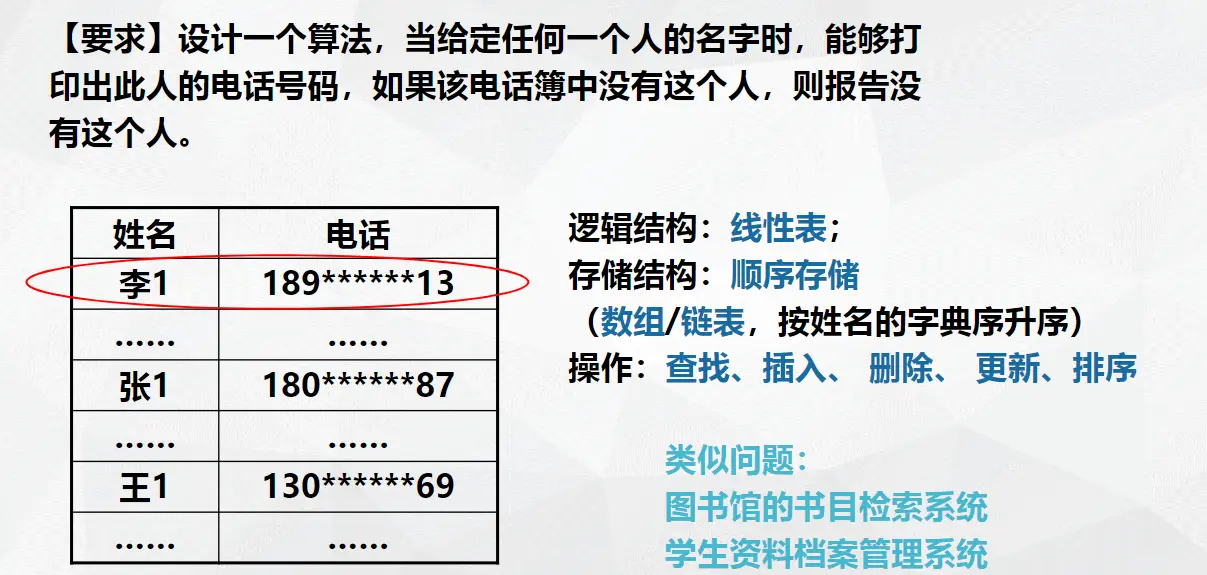 【要求】设计一个算法，当给定任何一个人的名字时，能够打
印出此人的电话号码，如果该电话簿中没有这个人，则报告没
有这个人。
姓名 电话
李1 189******13
…… ……
张1 180******87
…… ……
王1 130******69
…… ……
逻辑结构：线性表；
存储结构：顺序存储
（数组/链表，按姓名的字典序升序）
操作：查找、插入、 删除、 更新、排序
类似问题：
图书馆的书目检索系统
学生资料档案管理系统